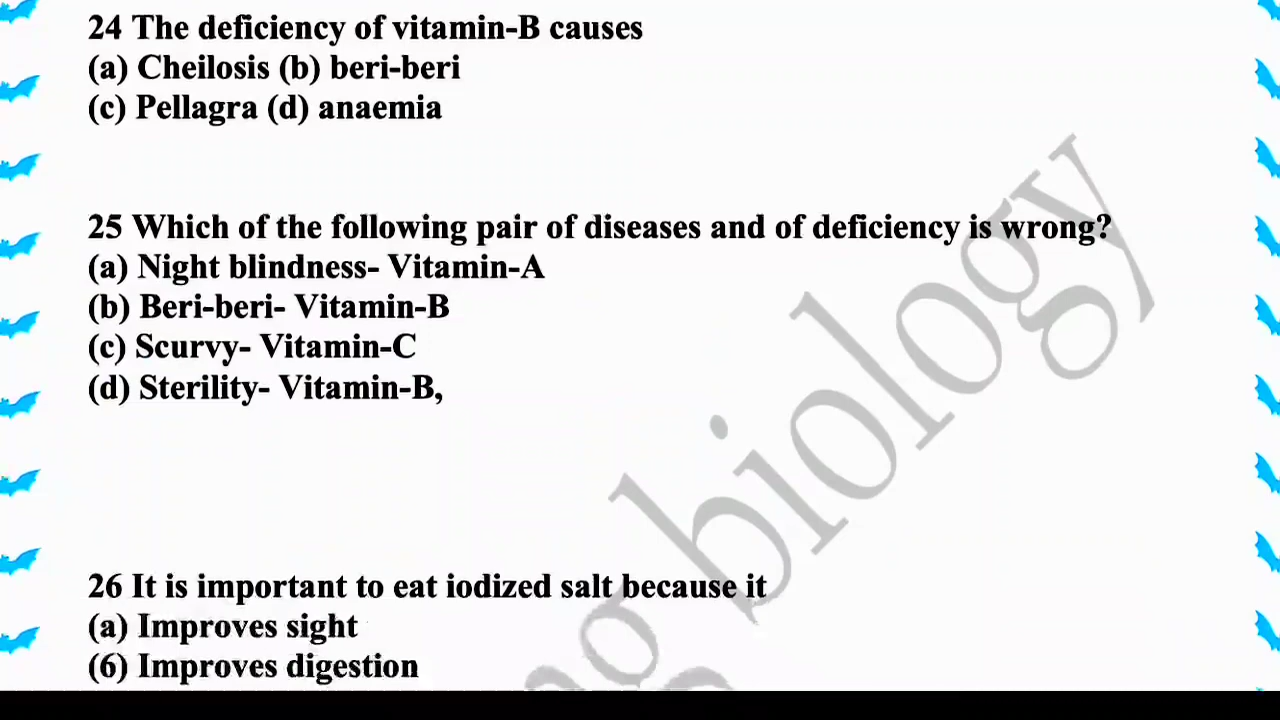 24 The deficiency of vitamin-B causes
(a) Cheilosis (b) beri-beri
(c) Pellagra (d) anaemia
25 Which of the following pair of diseases and of deficiency is wrong?
(a) Night blindness- Vitamin-A
(b) Beri-beri- Vitamin-B
(c) Scurvy- Vitamin-C
(d) Sterility- Vitamin-B,
26 It is important to eat iodized salt because it
(a) Improves sight
(6) Improves digestion
biology